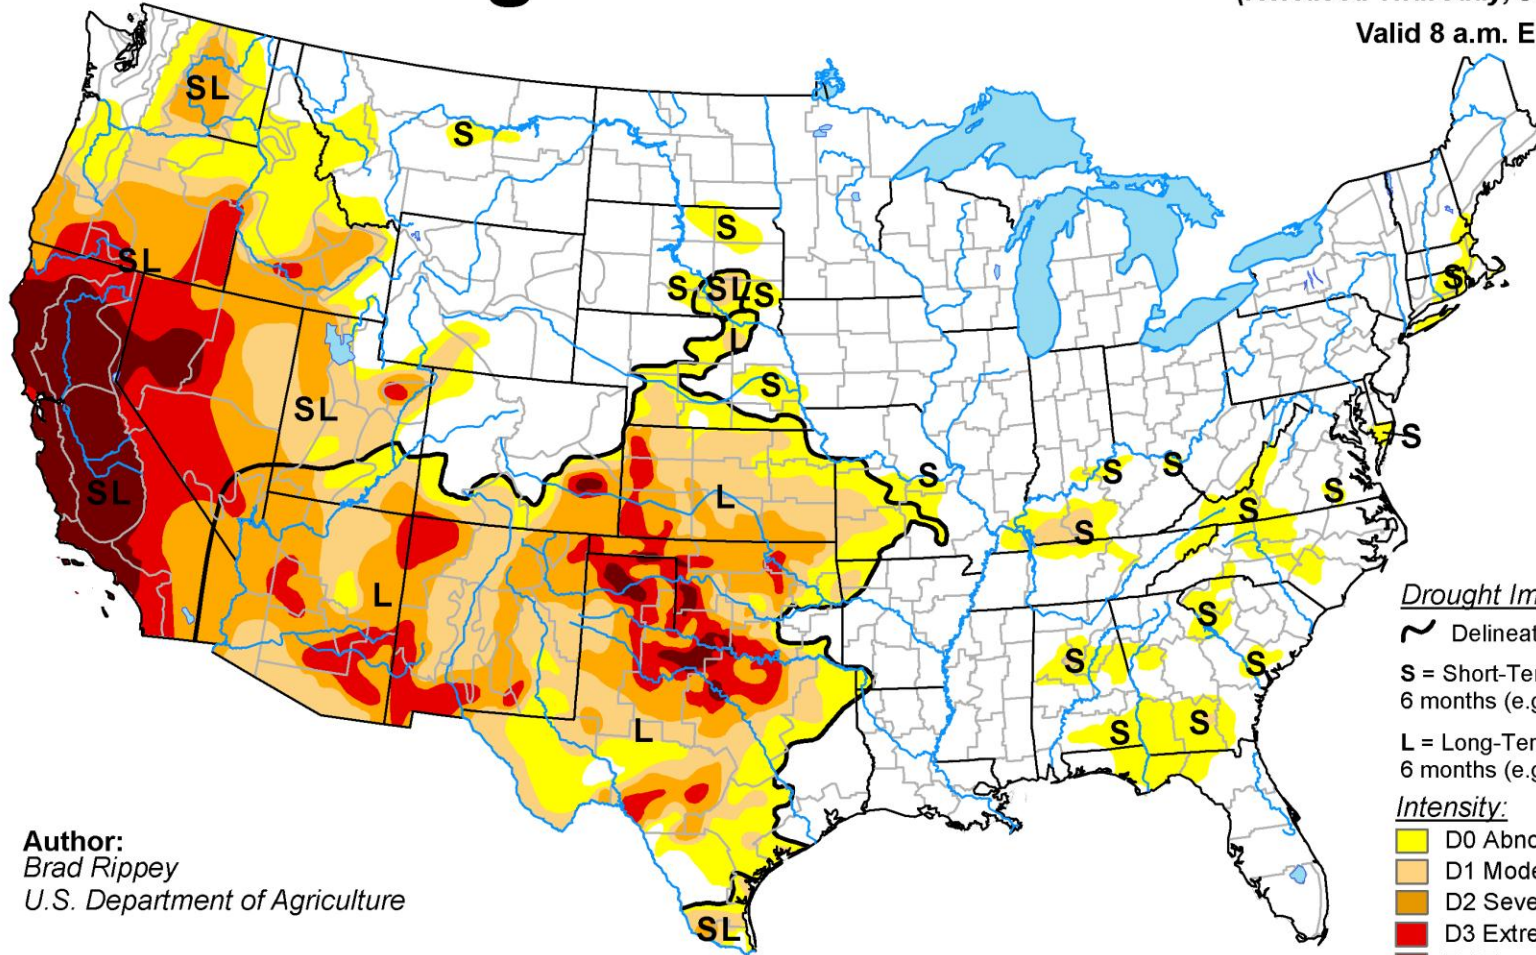 Valid 8 a.m. E
SL
S
S
SL
S
SL
S
L
S
SL
S
S
S
S
S
SL
L
S
S
S
L
S
S
S
L
S
S
SL
Drought Im
Delineat
S = Short-Ter
6 months (e.g
L = Long-Ter
6 months (e.g
Intensity:
D0 Abno
D1 Mode
D2 Seve
D3 Extre
Author:
Brad Rippey
U.S. Department of Agriculture